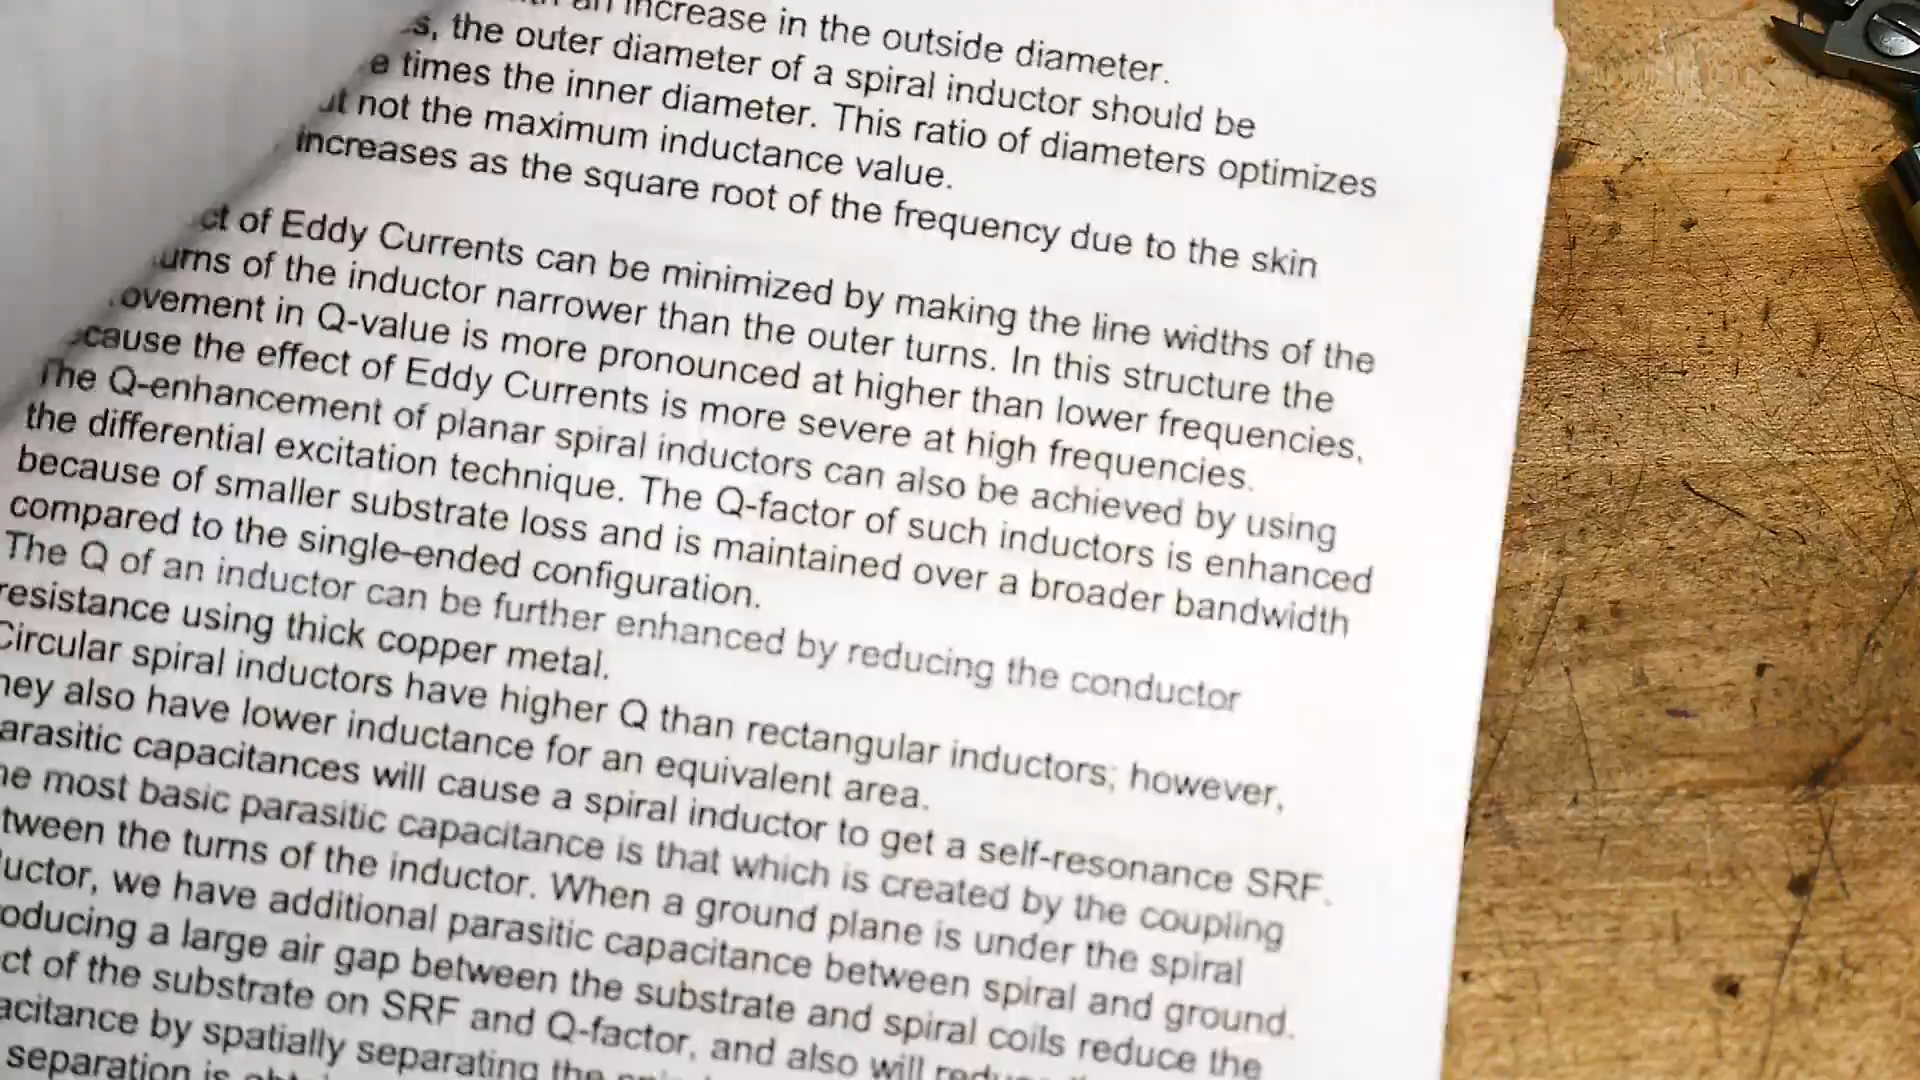 increase in the outside diameter.
the outer diameter of a spiral inductor should be
times the inner diameter. This ratio of diameters optimizes
not the maximum inductance value.
increases as the square root of the frequency due to the skin
of Eddy Currents can be minimized by making the line widths of the
of the inductor narrower than the outer turns. In this structure the
in Q-value is more pronounced at higher than lower frequencies,
the effect of Eddy Currents is more severe at high frequencies.
The Q-enhancement of planar spiral inductors can also be achieved by using
the differential excitation technique. The Q-factor of such inductors is enhanced
because of smaller substrate loss and is maintained over a broader bandwidth
compared to the single-ended configuration.
The Q of an inductor can be further enhanced by reducing the conductor
resistance using thick copper metal.
Circular spiral inductors have higher Q than rectangular inductors; however,
also have lower inductance for an equivalent area.
capacitances will cause a spiral inductor to get a self-resonance SRF.
most basic parasitic capacitance is that which is created by the coupling
the turns of the inductor. When a ground plane is under the spiral
we have additional parasitic capacitance between spiral and ground.
a large air gap between the substrate and spiral coils reduce the
of the substrate on SRF and Q-factor, and also will
by spatially separating the
separation is